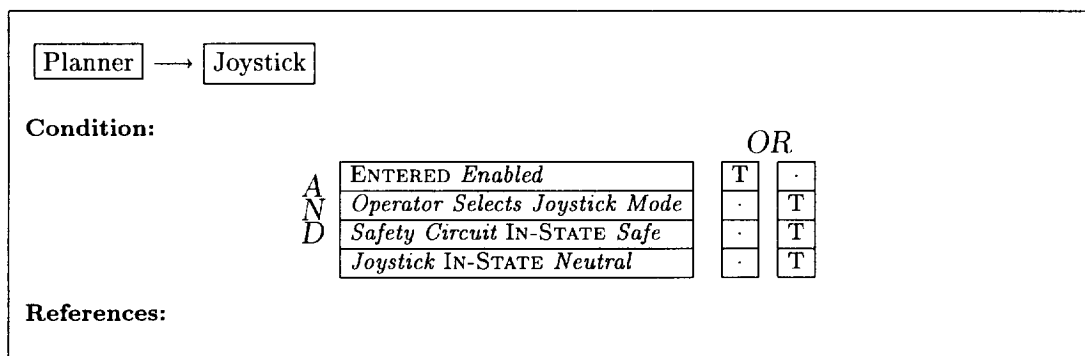 Planner → Joystick
Condition:
OR
ENTERED Enabled T ·
Operator Selects Joystick Mode · T
Safety Circuit IN-STATE Safe · T
Joystick IN-STATE Neutral · T
AND
References: